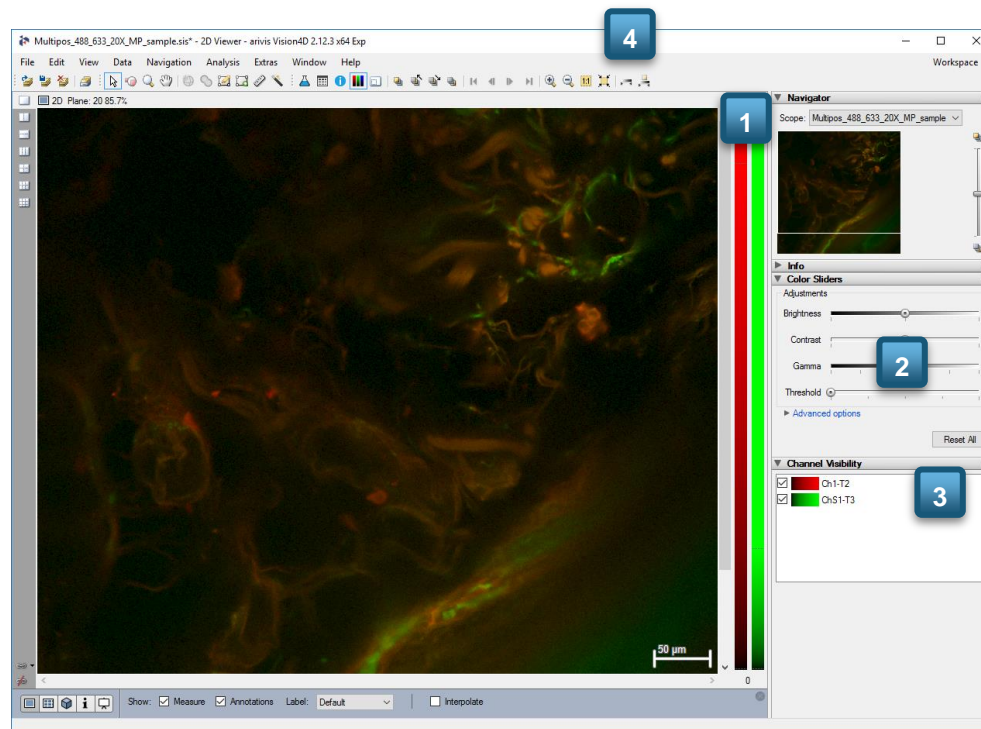 4
Multipos_488_633_20X_MP_sample.sis* - 2D Viewer - arivis Vision4D 2.12.3 x64 Exp
File Edit View Data Navigation Analysis Extras Window Help Workspace
1:1
2D Plane: 20 85.7%
1
Navigator
Scope: Multipos_488_633_20X_MP_sample
Info
Color Sliders
Adjustments
Brightness
Contrast
Gamma
2
Threshold
Advanced options
Reset All
Channel Visibility
Ch1-T2
ChS1-T3
3
50 µm
0
Show: Measure Annotations Label: Default Interpolate